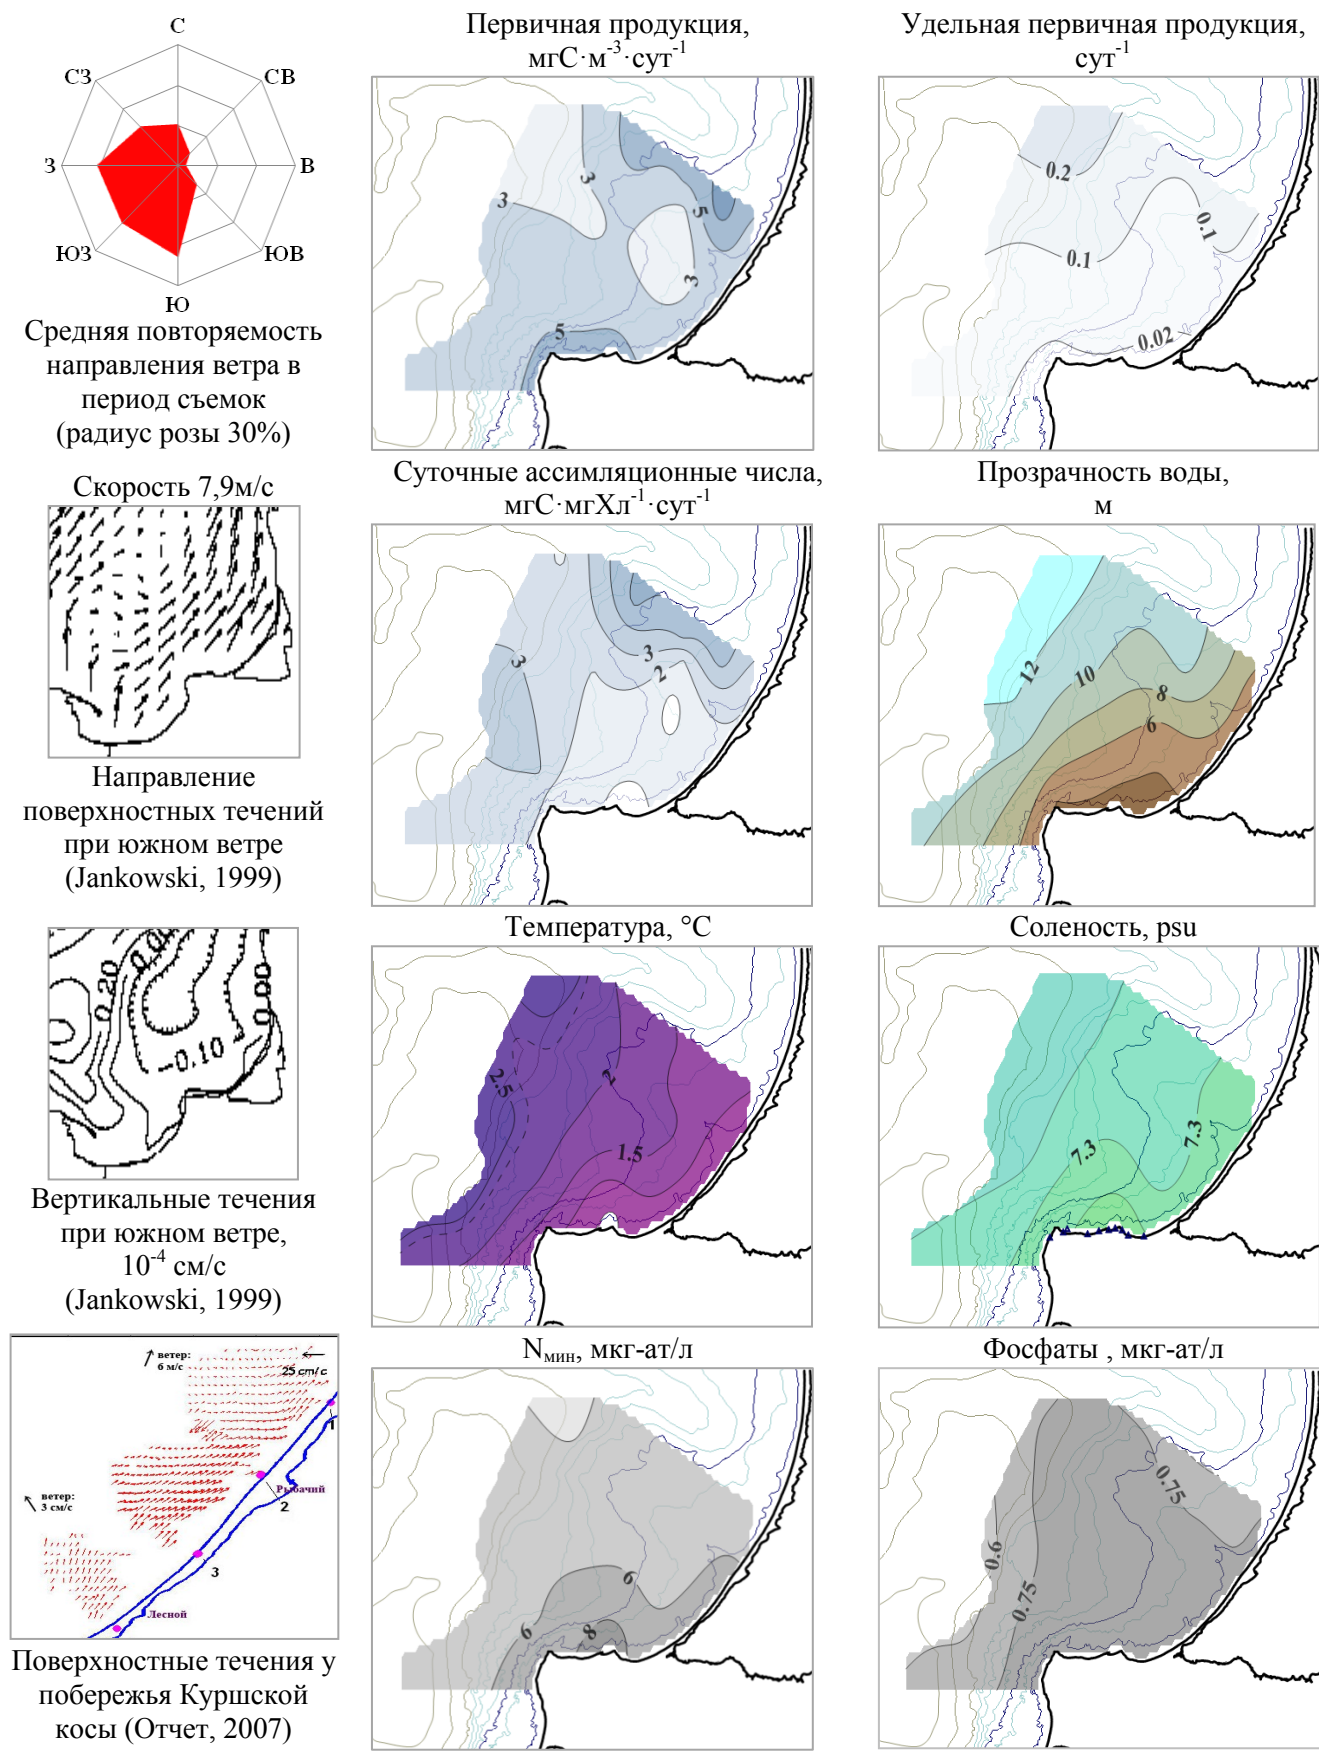 С
СЗ
СВ
З
В
ЮЗ
ЮВ
Ю
Средняя повторяемость
направления ветра в
период съемок
(радиус розы 30%)
Скорость 7,9м/с
Направление
поверхностных течений
при южном ветре
(Jankowski, 1999)
0.20
0.00
-0.10
Вертикальные течения
при южном ветре,
10-4 см/с
(Jankowski, 1999)
ветер:
6 м/с
25 cm/c
1
Рыбачий
2
ветер:
3 см/с
3
Лесной
Поверхностные течения у
побережья Куршской
косы (Отчет, 2007)
Первичная продукция,
мгС·м-3·сут-1
3
3
5
3
5
Удельная первичная продукция,
сут-1
0.2
0.1
0.1
0.02
Суточные ассимляционные числа,
мгС·мгХл-1·сут-1
3
3
2
Прозрачность воды,
м
12
10
8
6
Температура, °С
2.5
2
1.5
Соленость, psu
7.3
7.3
Nмин, мкг-ат/л
6
6
8
Фосфаты , мкг-ат/л
0.75
0.6
0.75